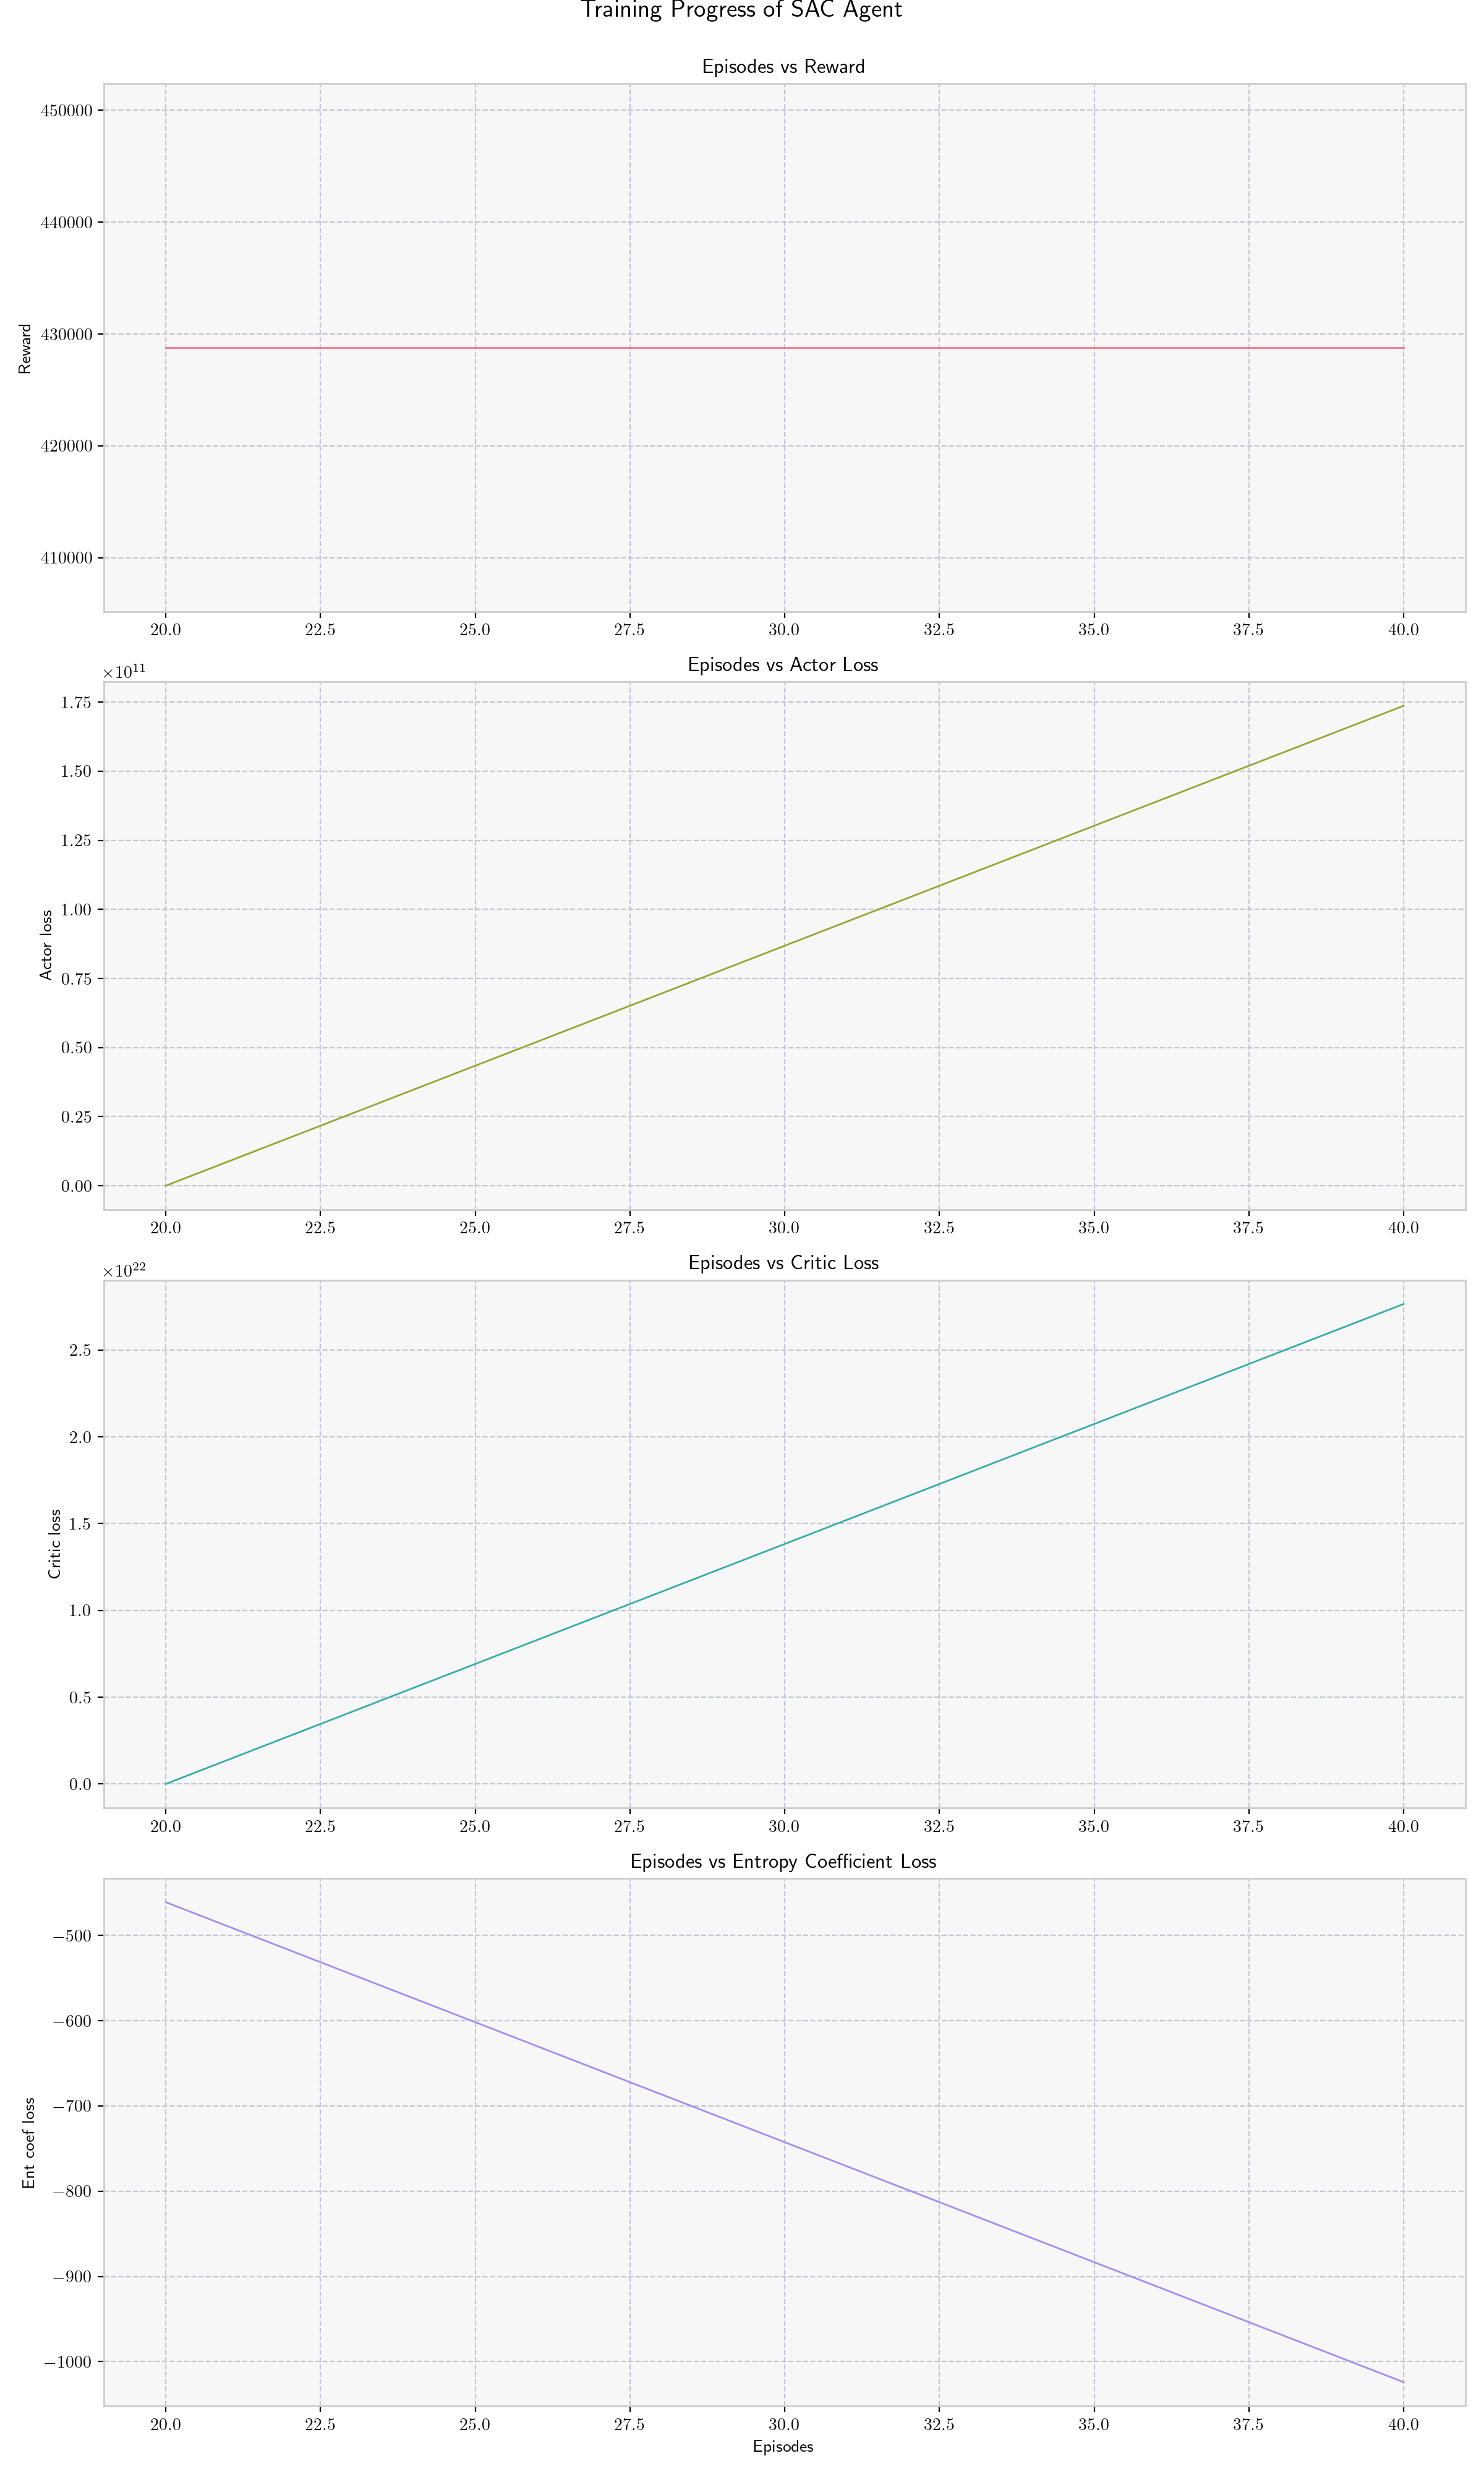 Training Progress of SAC Agent
Episodes vs Reward
450000
440000
430000
420000
410000
Reward
20.0 22.5 25.0 27.5 30.0 32.5 35.0 37.5 40.0
Episodes vs Actor Loss
×10¹¹
1.75
1.50
1.25
1.00
0.75
0.50
0.25
0.00
Actor loss
20.0 22.5 25.0 27.5 30.0 32.5 35.0 37.5 40.0
Episodes vs Critic Loss
×10²²
2.5
2.0
1.5
1.0
0.5
0.0
Critic loss
20.0 22.5 25.0 27.5 30.0 32.5 35.0 37.5 40.0
Episodes vs Entropy Coefficient Loss
−500
−600
−700
−800
−900
−1000
Ent coef loss
20.0 22.5 25.0 27.5 30.0 32.5 35.0 37.5 40.0
Episodes